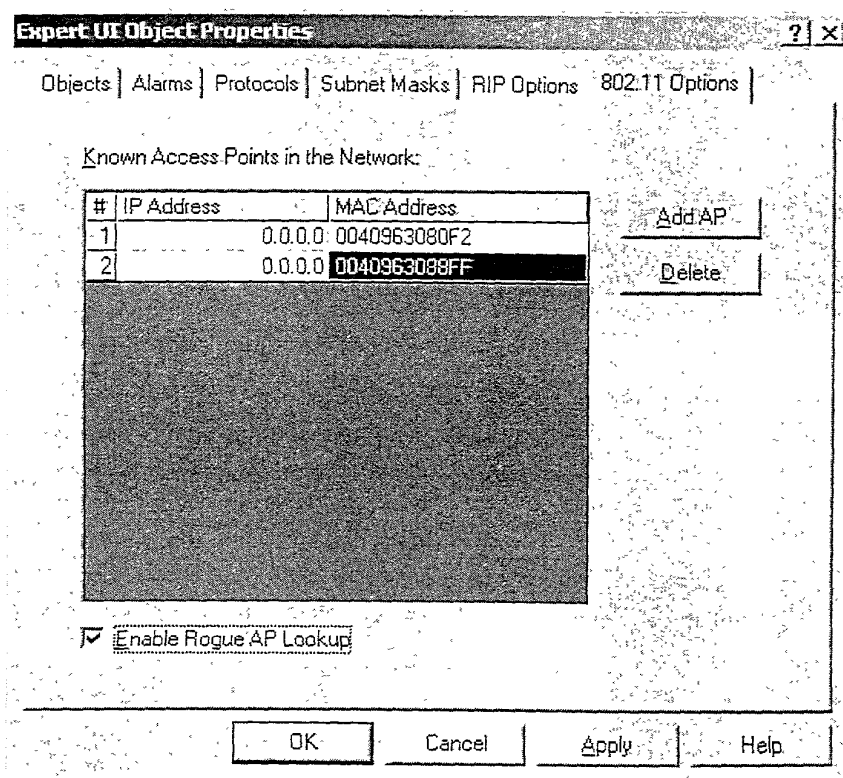 Expert UI Object Properties ? ×
Objects Alarms Protocols Subnet Masks RIP Options 802.11 Options
Known Access Points in the Network:
# IP Address MAC Address
1 0.0.0.0 0040963080F2
2 0.0.0.0 0040963088FF
Add AP
Delete
Enable Rogue AP Lookup
OK Cancel Apply Help